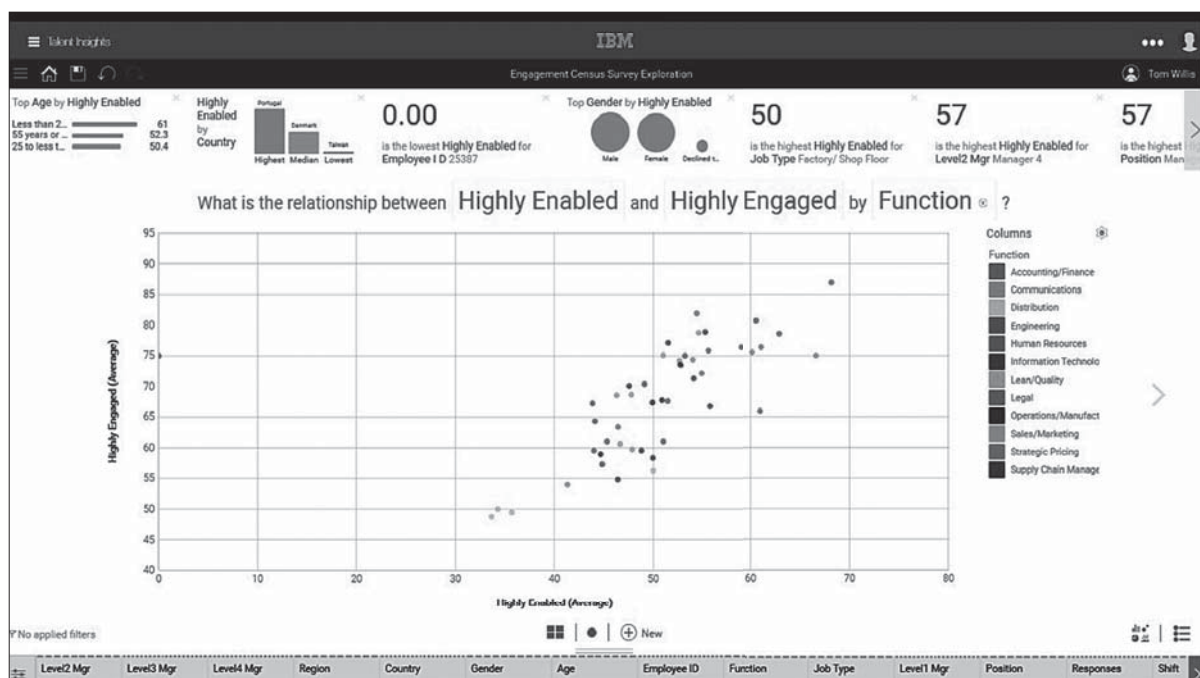 Talent Insights
IBM
Engagement Census Survey Exploration
Tom Willis
Top Age by Highly Enabled
Less than 2... 61
55 years or ... 52.3
25 to less t... 50.4
Highly
Enabled
by
Country
Portugal
Denmark
Taiwan
Highest Median Lowest
0.00
is the lowest Highly Enabled for
Employee I D 25387
Top Gender by Highly Enabled
Male Female Declined t...
50
is the highest Highly Enabled for
Job Type Factory/ Shop Floor
57
is the highest Highly Enabled for
Level2 Mgr Manager 4
57
is the highest
Position Man
What is the relationship between Highly Enabled and Highly Engaged by Function ?
95
90
85
80
75
70
65
60
55
50
45
40
0 10 20 30 40 50 60 70 80
Highly Engaged (Average)
Highly Enabled (Average)
Columns
Function
Accounting/Finance
Communications
Distribution
Engineering
Human Resources
Information Technolo
Lean/Quality
Legal
Operations/Manufact
Sales/Marketing
Strategic Pricing
Supply Chain Manage
No applied filters
New
Level2 Mgr Level3 Mgr Level4 Mgr Region Country Gender Age Employee ID Function Job Type Level1 Mgr Position Responses Shift